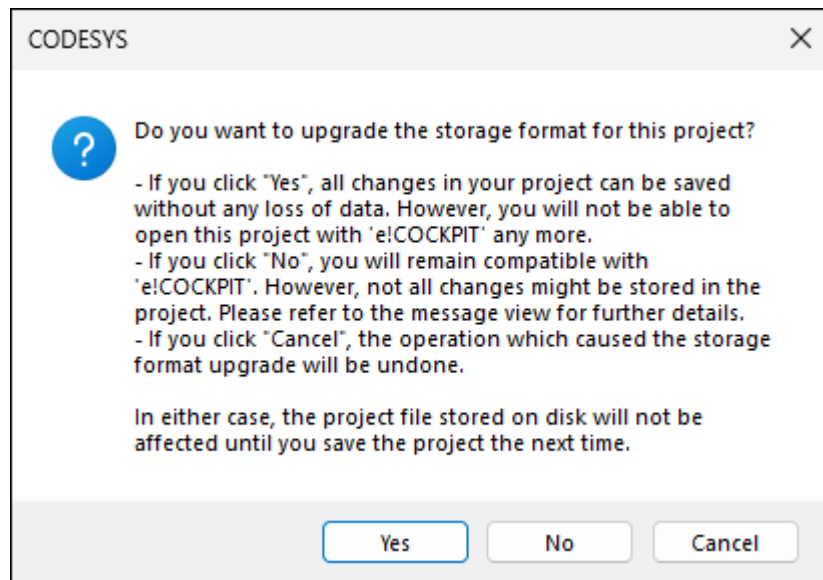 CODESYS
Do you want to upgrade the storage format for this project?
- If you click "Yes", all changes in your project can be saved
without any loss of data. However, you will not be able to
open this project with 'e!COCKPIT' any more.
- If you click "No", you will remain compatible with
'e!COCKPIT'. However, not all changes might be stored in the
project. Please refer to the message view for further details.
- If you click "Cancel", the operation which caused the storage
format upgrade will be undone.
In either case, the project file stored on disk will not be
affected until you save the project the next time.
Yes No Cancel